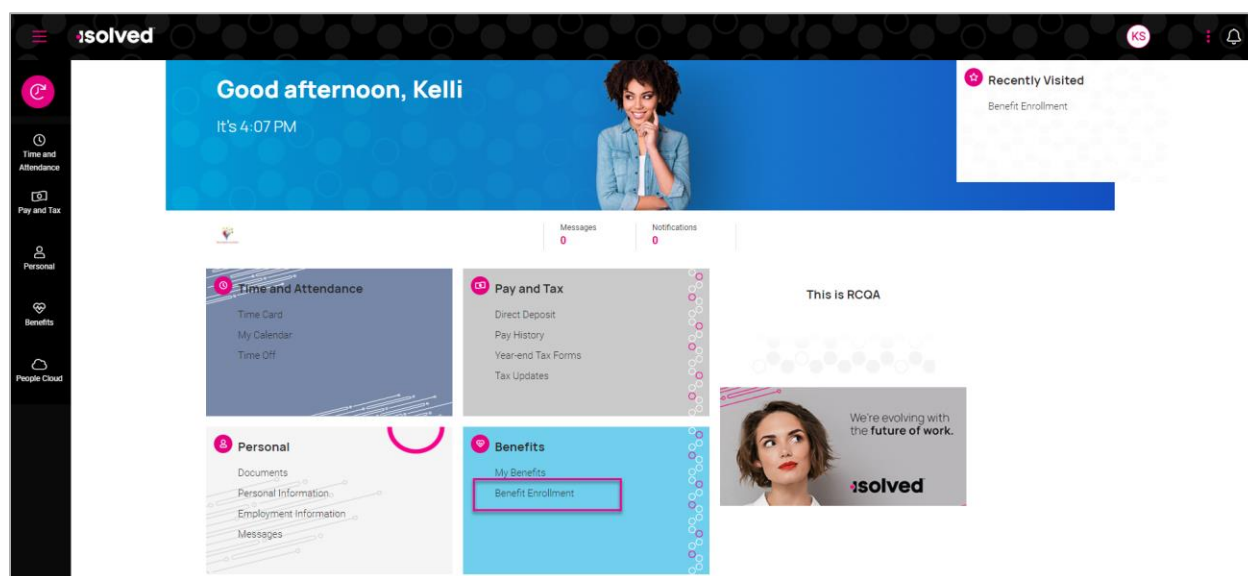 isolved
KS
Good afternoon, Kelli
It's 4:07 PM
Recently Visited
Benefit Enrollment
Time and
Attendance
Pay and Tax
Personal
Benefits
People Cloud
Messages
0
Notifications
0
Time and Attendance
Time Card
My Calendar
Time Off
Pay and Tax
Direct Deposit
Pay History
Year-end Tax Forms
Tax Updates
This is RCQA
Personal
Documents
Personal Information
Employment Information
Messages
Benefits
My Benefits
Benefit Enrollment
We're evolving with
the future of work.
isolved